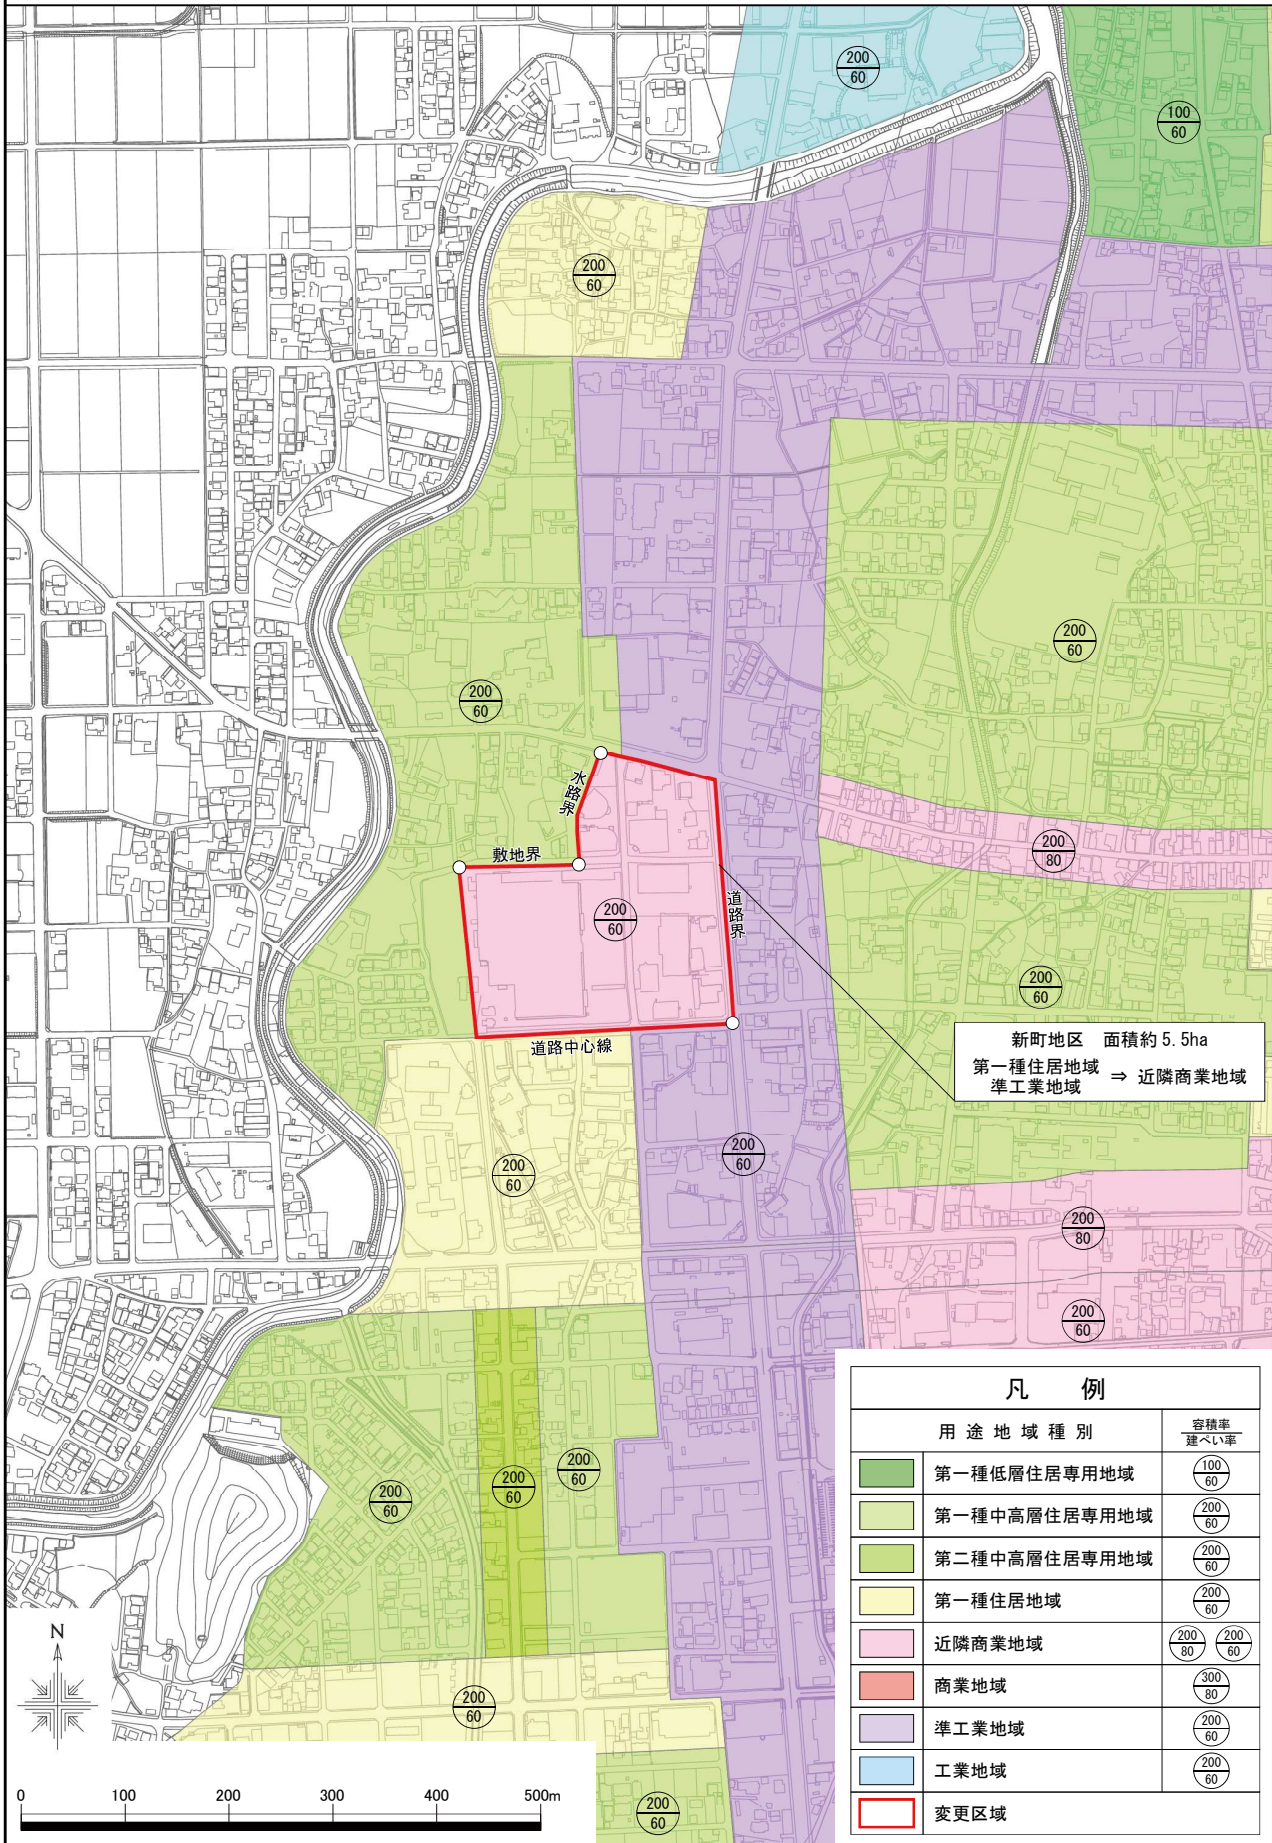 200
60
100
60
200
60
200
60
200
60
水路界
敷地界
200
80
道路界
200
60
200
60
新町地区 面積約5.5ha
第一種住居地域
準工業地域 ⇒ 近隣商業地域
道路中心線
200
60
200
60
200
80
200
60
200
60
200
60
200
60
200
60
200
60
凡 例
用途地域種別 容積率
建ぺい率
第一種低層住居専用地域 100
60
第一種中高層住居専用地域 200
60
第二種中高層住居専用地域 200
60
第一種住居地域 200
60
近隣商業地域 200 200
80 60
商業地域 300
80
準工業地域 200
60
工業地域 200
60
変更区域
N
0 100 200 300 400 500m